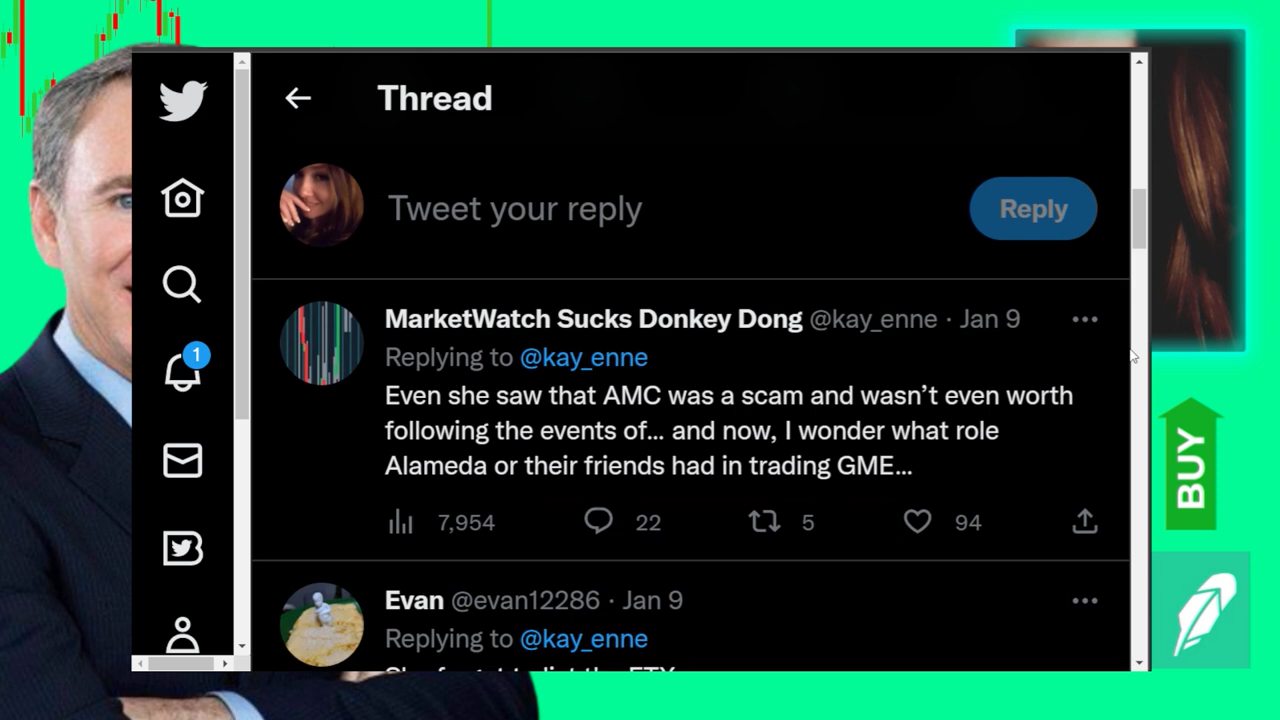 Thread
Tweet your reply
Reply
1
MarketWatch Sucks Donkey Dong @kay_enne · Jan 9
Replying to @kay_enne
Even she saw that AMC was a scam and wasn’t even worth
following the events of... and now, I wonder what role
Alameda or their friends had in trading GME...
7,954 22 5 94
BUY
Evan @evan12286 · Jan 9
Replying to @kay_enne